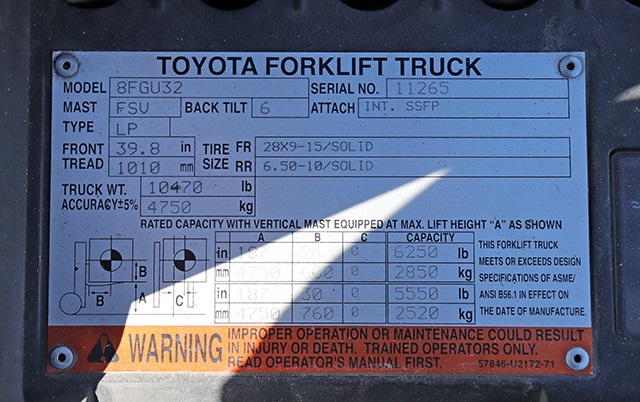 TOYOTA FORKLIFT TRUCK
MODEL 8FGU32 SERIAL NO. 11265
MAST FSV BACK TILT 6 ATTACH INT. SSFP
TYPE LP
FRONT TREAD 39.8 in TIRE SIZE FR 28X9-15/SOLID
1010 mm RR 6.50-10/SOLID
TRUCK WT. 10470 lb
ACCURACY±5% 4750 kg
RATED CAPACITY WITH VERTICAL MAST EQUIPPED AT MAX. LIFT HEIGHT "A" AS SHOWN
A B C CAPACITY
in 187 24 0 6250 lb
mm 4750 600 0 2850 kg
in 187 30 0 5550 lb
mm 4750 760 0 2520 kg
B
B A C
THIS FORKLIFT TRUCK
MEETS OR EXCEEDS DESIGN
SPECIFICATIONS OF ASME/
ANSI B56.1 IN EFFECT ON
THE DATE OF MANUFACTURE.
WARNING
IMPROPER OPERATION OR MAINTENANCE COULD RESULT
IN INJURY OR DEATH. TRAINED OPERATORS ONLY.
READ OPERATOR'S MANUAL FIRST. 57846-U2172-71